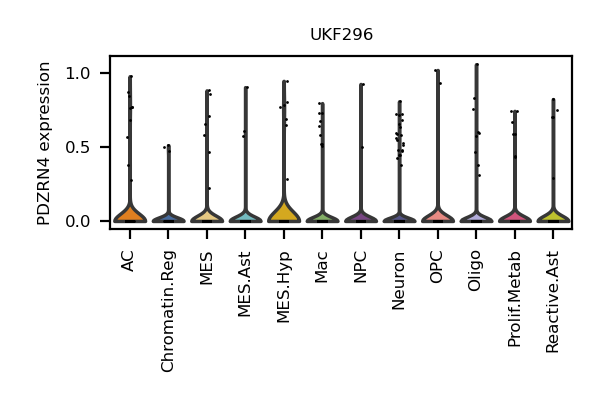 UKF296
PDZRN4 expression
1.0
0.5
0.0
AC
Chromatin.Reg
MES
MES.Ast
MES.Hyp
Mac
NPC
Neuron
OPC
Oligo
Prolif.Metab
Reactive.Ast